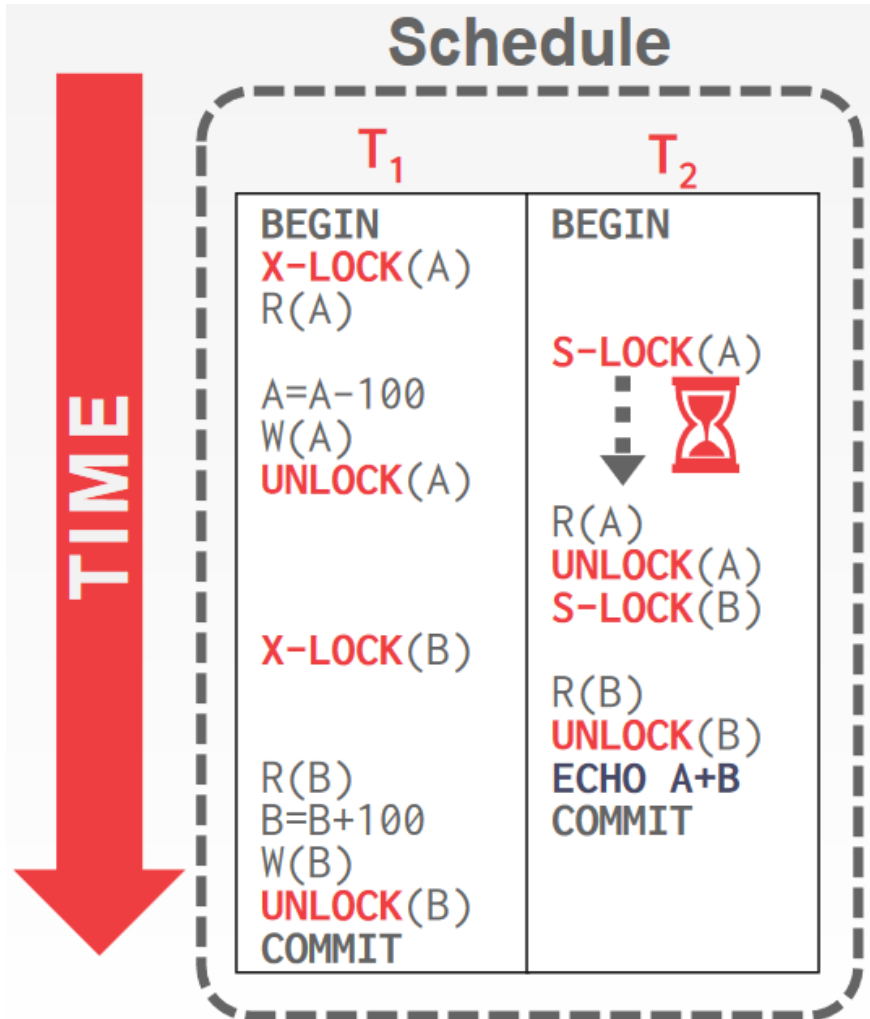 Schedule
TIME
T1 T2
BEGIN BEGIN
X-LOCK(A)
R(A)
S-LOCK(A)
A=A-100
W(A)
UNLOCK(A)
R(A)
UNLOCK(A)
S-LOCK(B)
X-LOCK(B)
R(B)
UNLOCK(B)
R(B) ECHO A+B
B=B+100 COMMIT
W(B)
UNLOCK(B)
COMMIT